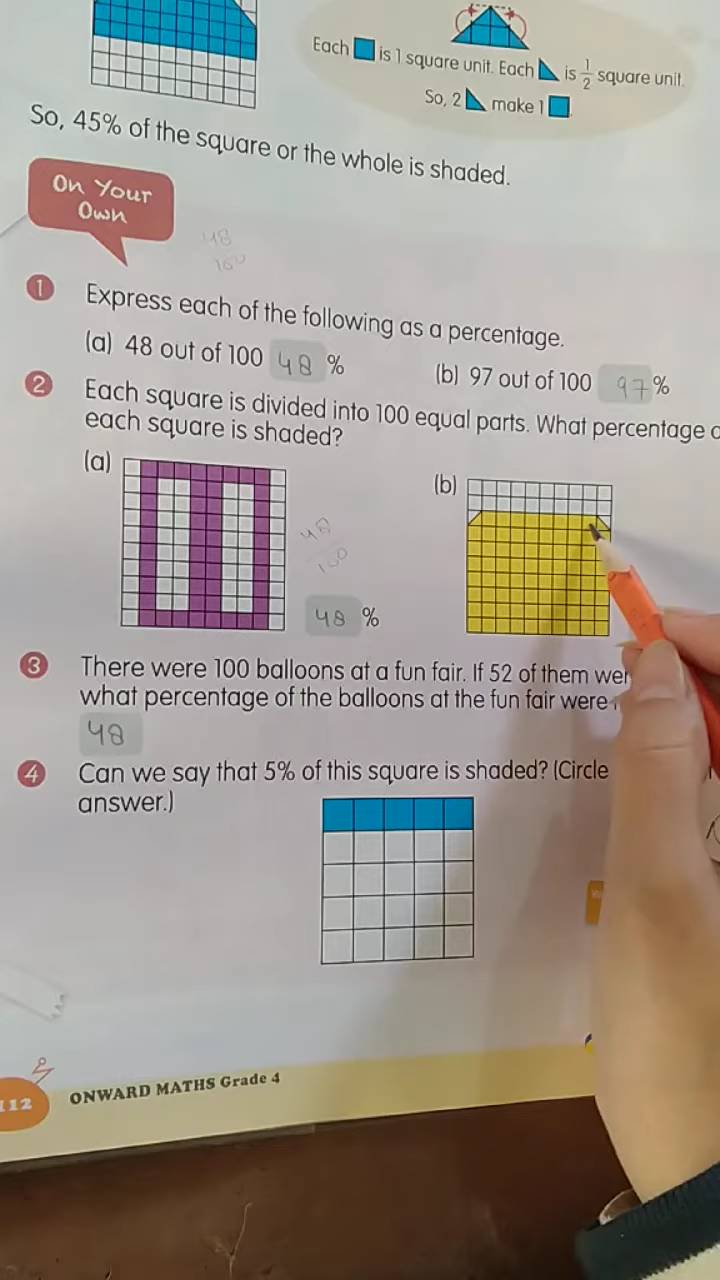 Each is 1 square unit. Each is 1/2 square unit.
So, 2 make 1 .
So, 45% of the square or the whole is shaded.
On Your
Own
48
100
1 Express each of the following as a percentage.
(a) 48 out of 100 48 %
(b) 97 out of 100 97 %
2 Each square is divided into 100 equal parts. What percentage
each square is shaded?
(a)
(b)
48
100
48 %
3 There were 100 balloons at a fun fair. If 52 of them
what percentage of the balloons at the fun fair were
48
4 Can we say that 5% of this square is shaded? (Circle
answer.)
112 ONWARD MATHS Grade 4